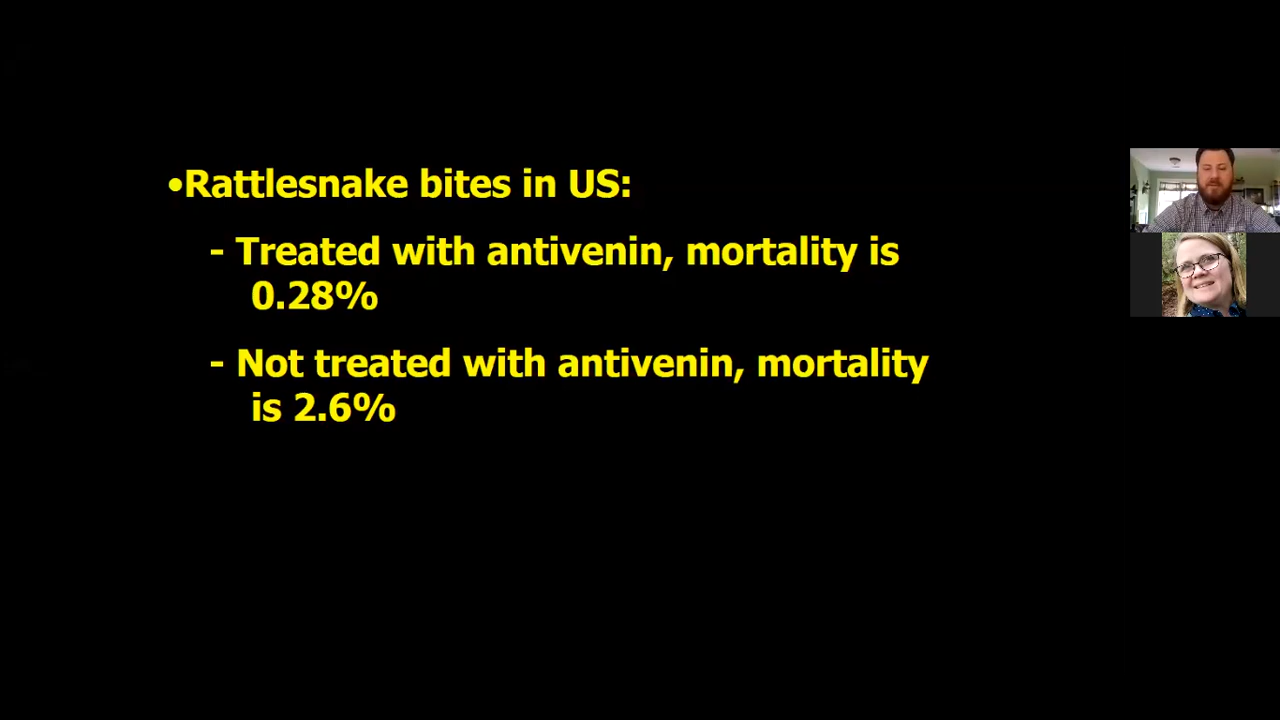 •Rattlesnake bites in US:
- Treated with antivenin, mortality is
0.28%
- Not treated with antivenin, mortality
is 2.6%